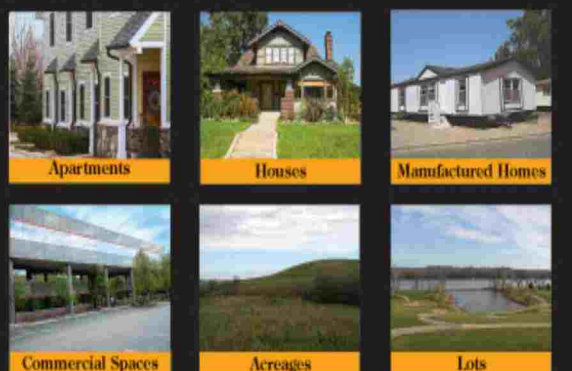 Apartments
Houses
Manufactured Homes
Commercial Spaces
Acreages
Lots